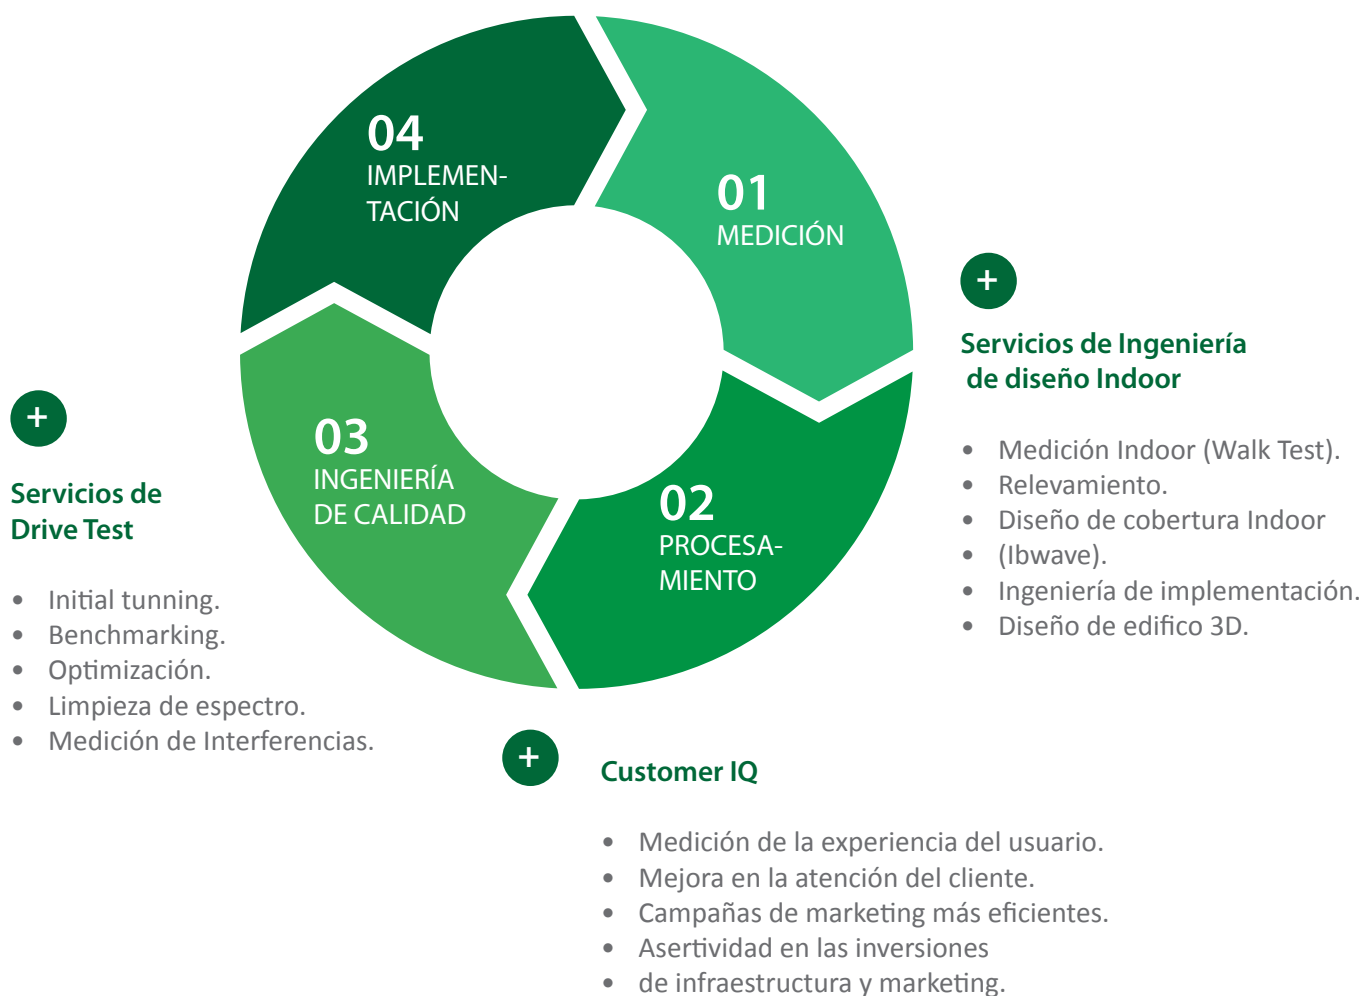 04
IMPLEMEN-
TACIÓN
01
MEDICIÓN
03
INGENIERÍA
DE CALIDAD
02
PROCESA-
MIENTO
+
Servicios de Ingeniería
de diseño Indoor
• Medición Indoor (Walk Test).
• Relevamiento.
• Diseño de cobertura Indoor
• (Ibwave).
• Ingeniería de implementación.
• Diseño de edifico 3D.
+
Servicios de
Drive Test
• Initial tunning.
• Benchmarking.
• Optimización.
• Limpieza de espectro.
• Medición de Interferencias.
+
Customer IQ
• Medición de la experiencia del usuario.
• Mejora en la atención del cliente.
• Campañas de marketing más eficientes.
• Asertividad en las inversiones
• de infraestructura y marketing.